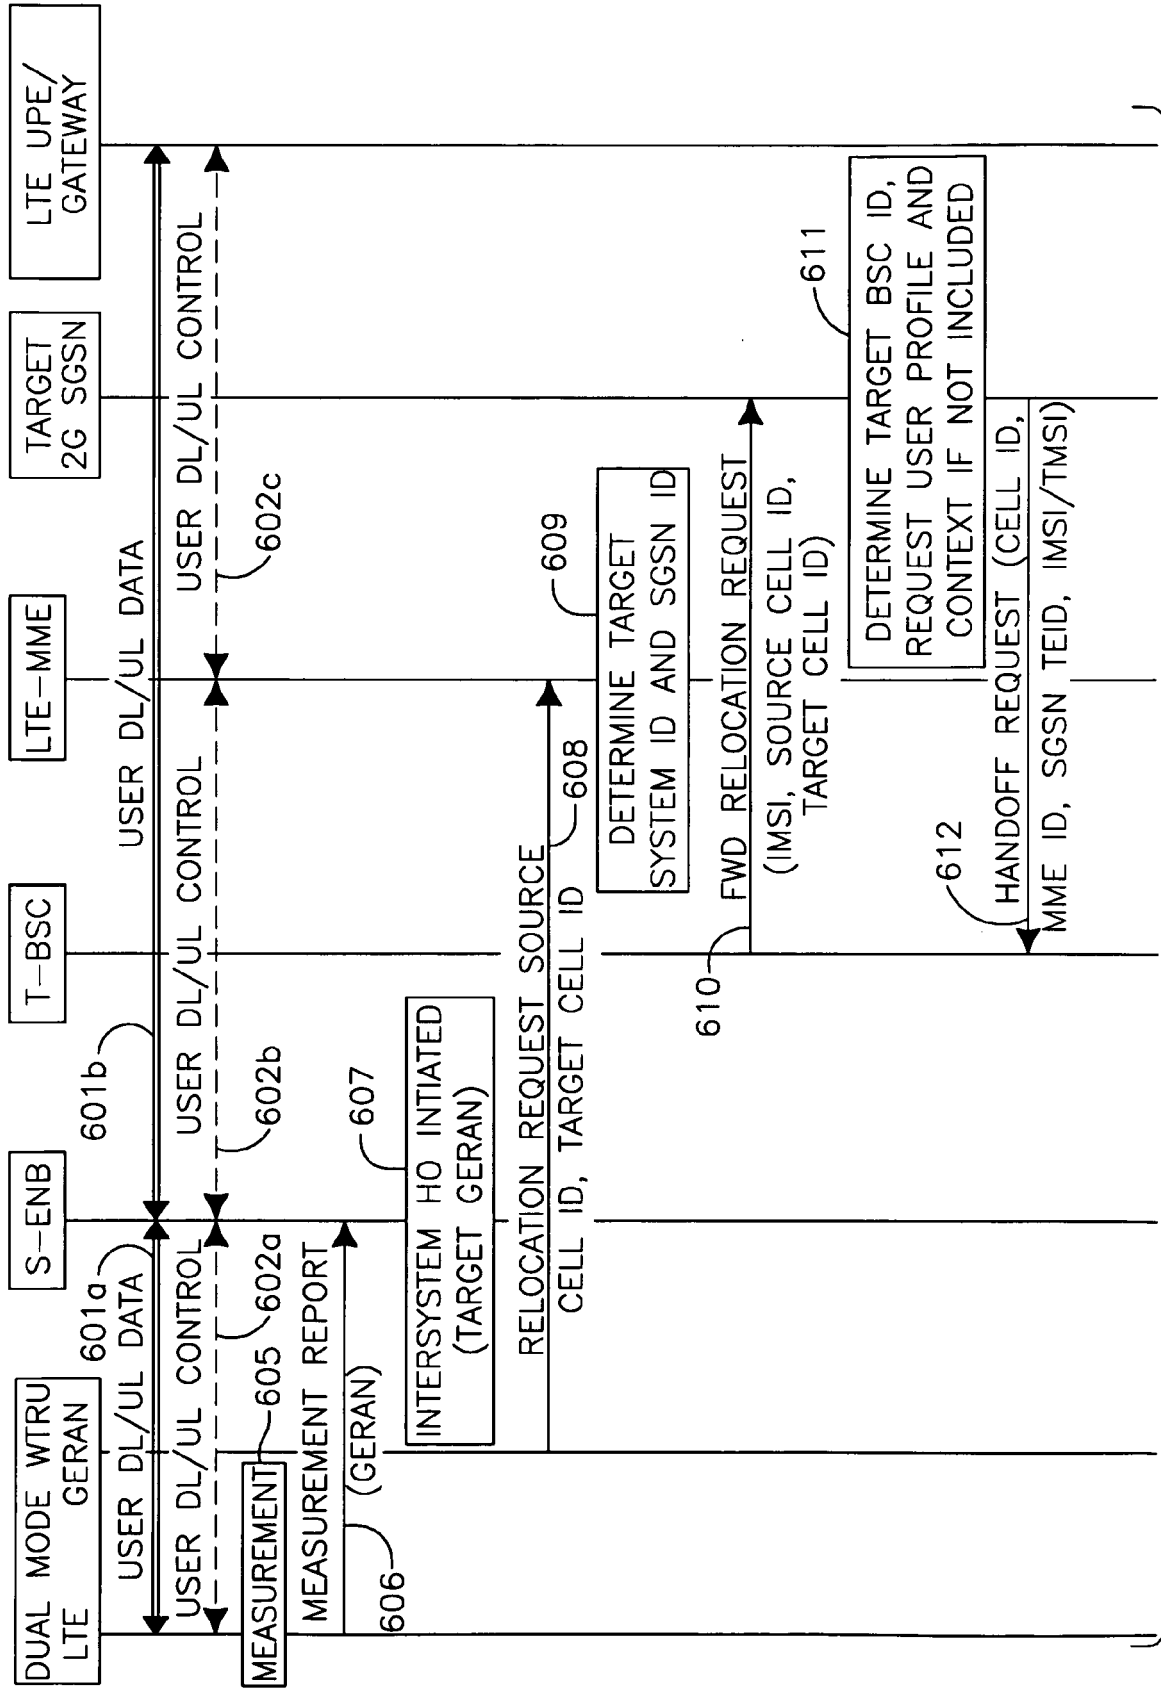 DUAL MODE WTRU
LTE GERAN
S-ENB
T-BSC
LTE-MME
TARGET
2G SGSN
LTE UPE/
GATEWAY
601a
USER DL/UL DATA
601b
USER DL/UL DATA
USER DL/UL CONTROL
602a
USER DL/UL CONTROL
602b
USER DL/UL CONTROL
602c
MEASUREMENT
605
MEASUREMENT REPORT
(GERAN)
606
INTERSYSTEM HO INTIATED
(TARGET GERAN)
607
RELOCATION REQUEST SOURCE
CELL ID, TARGET CELL ID
608
DETERMINE TARGET
SYSTEM ID AND SGSN ID
609
FWD RELOCATION REQUEST
(IMSI, SOURCE CELL ID,
TARGET CELL ID)
610
DETERMINE TARGET BSC ID,
REQUEST USER PROFILE AND
CONTEXT IF NOT INCLUDED
611
HANDOFF REQUEST (CELL ID,
MME ID, SGSN TEID, IMSI/TMSI)
612